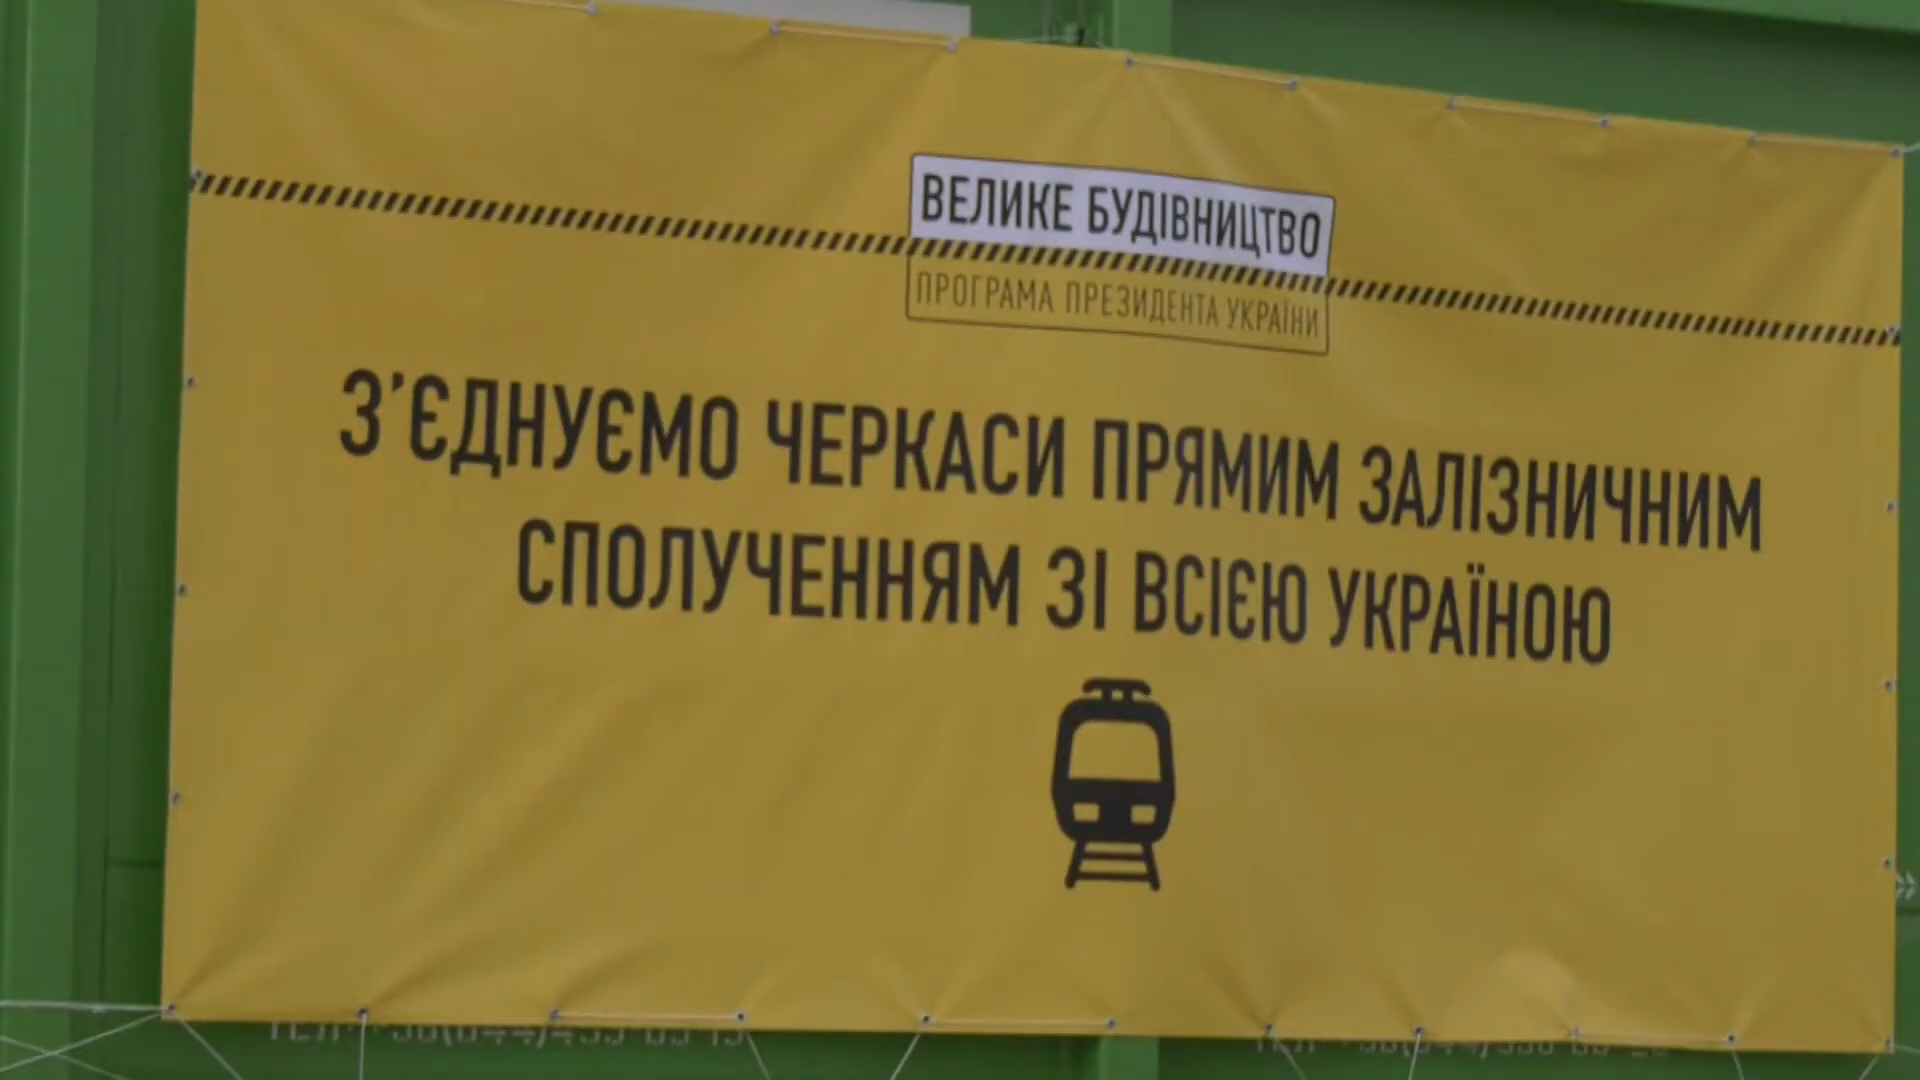 ВЕЛИКЕ БУДІВНИЦТВО
ПРОГРАМА ПРЕЗИДЕНТА УКРАЇНИ
З’ЄДНУЄМО ЧЕРКАСИ ПРЯМИМ ЗАЛІЗНИЧНИМ
СПОЛУЧЕННЯМ ЗІ ВСІЄЮ УКРАЇНОЮ